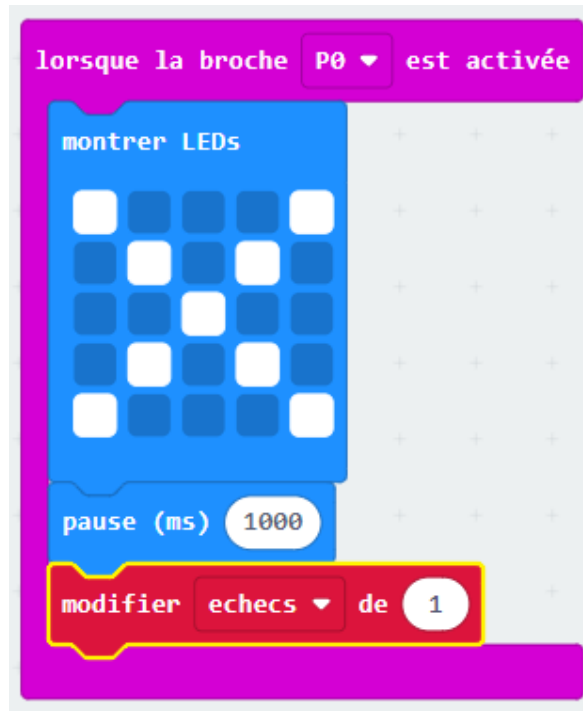 lorsque la broche P0 est activée
montrer LEDs
pause (ms) 1000
modifier echecs de 1